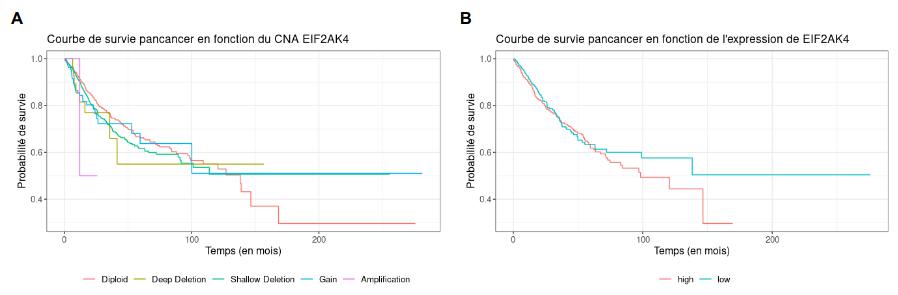 A
B
Courbe de survie pancancer en fonction du CNA EIF2AK4
Courbe de survie pancancer en fonction de l'expression de EIF2AK4
Probabilité de survie
1.0
0.8
0.6
0.4
0
100
200
Temps (en mois)
Diploid
Deep Deletion
Shallow Deletion
Gain
Amplification
Probabilité de survie
1.0
0.8
0.6
0.4
0
100
200
Temps (en mois)
high
low